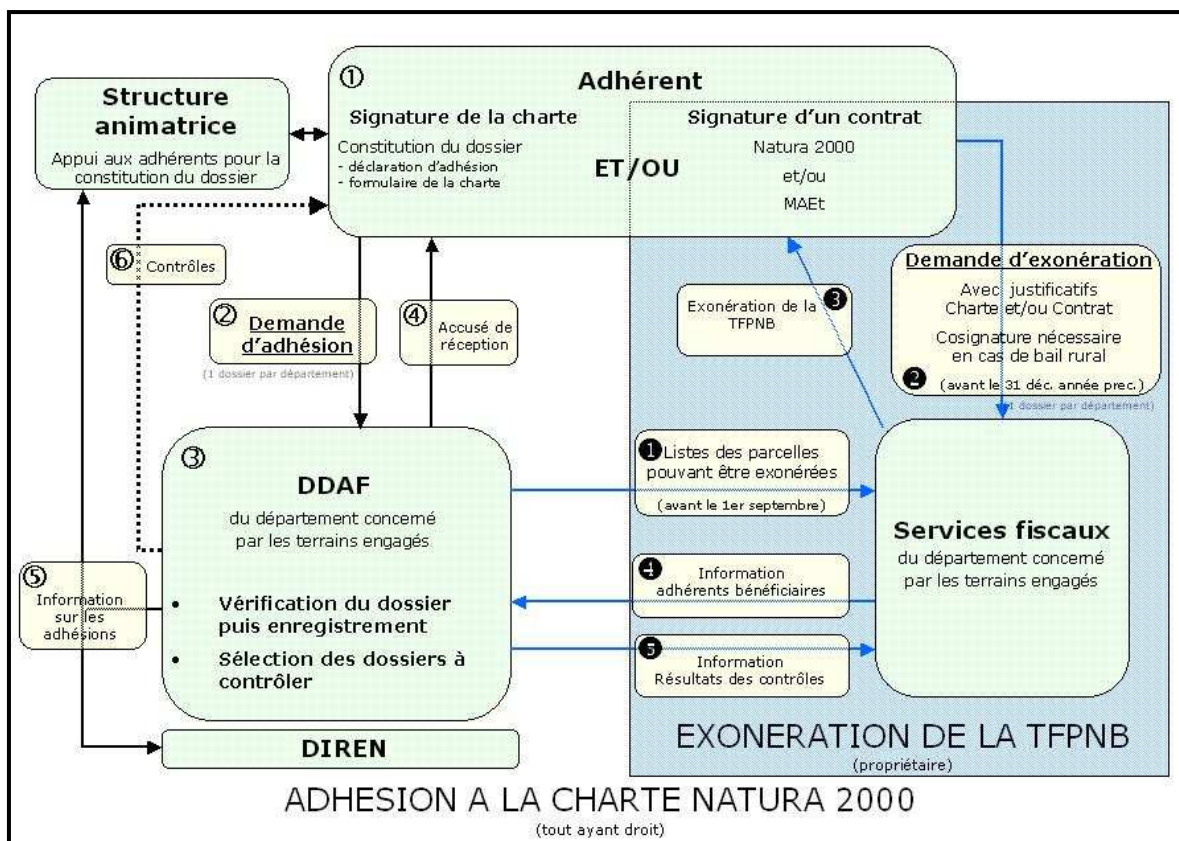 ①
Adhérent
Structure
animatrice
Appui aux adhérents pour la
constitution du dossier
Signature de la charte
Constitution du dossier
- déclaration d'adhésion
- formulaire de la charte
ET/OU
Signature d'un contrat
Natura 2000
et/ou
MAEt
⑥
Contrôles
②
Demande
d'adhésion
(1 dossier par département)
④
Accusé de
réception
Exonération de la
TFPNB
❸
Demande d'exonération
Avec justificatifs
Charte et/ou Contrat
Cosignature nécessaire
en cas de bail rural
❷ (avant le 31 déc. année prec.)
(1 dossier par département)
③
DDAF
du département concerné
par les terrains engagés
• Vérification du dossier
puis enregistrement
• Sélection des dossiers à
contrôler
❶ Listes des parcelles
pouvant être exonérées
(avant le 1er septembre)
Services fiscaux
du département concerné
par les terrains engagés
❹ Information
adhérents bénéficiaires
❺ Information
Résultats des contrôles
⑤
Information
sur les
adhésions
DIREN
EXONERATION DE LA TFPNB
(propriétaire)
ADHESION A LA CHARTE NATURA 2000
(tout ayant droit)